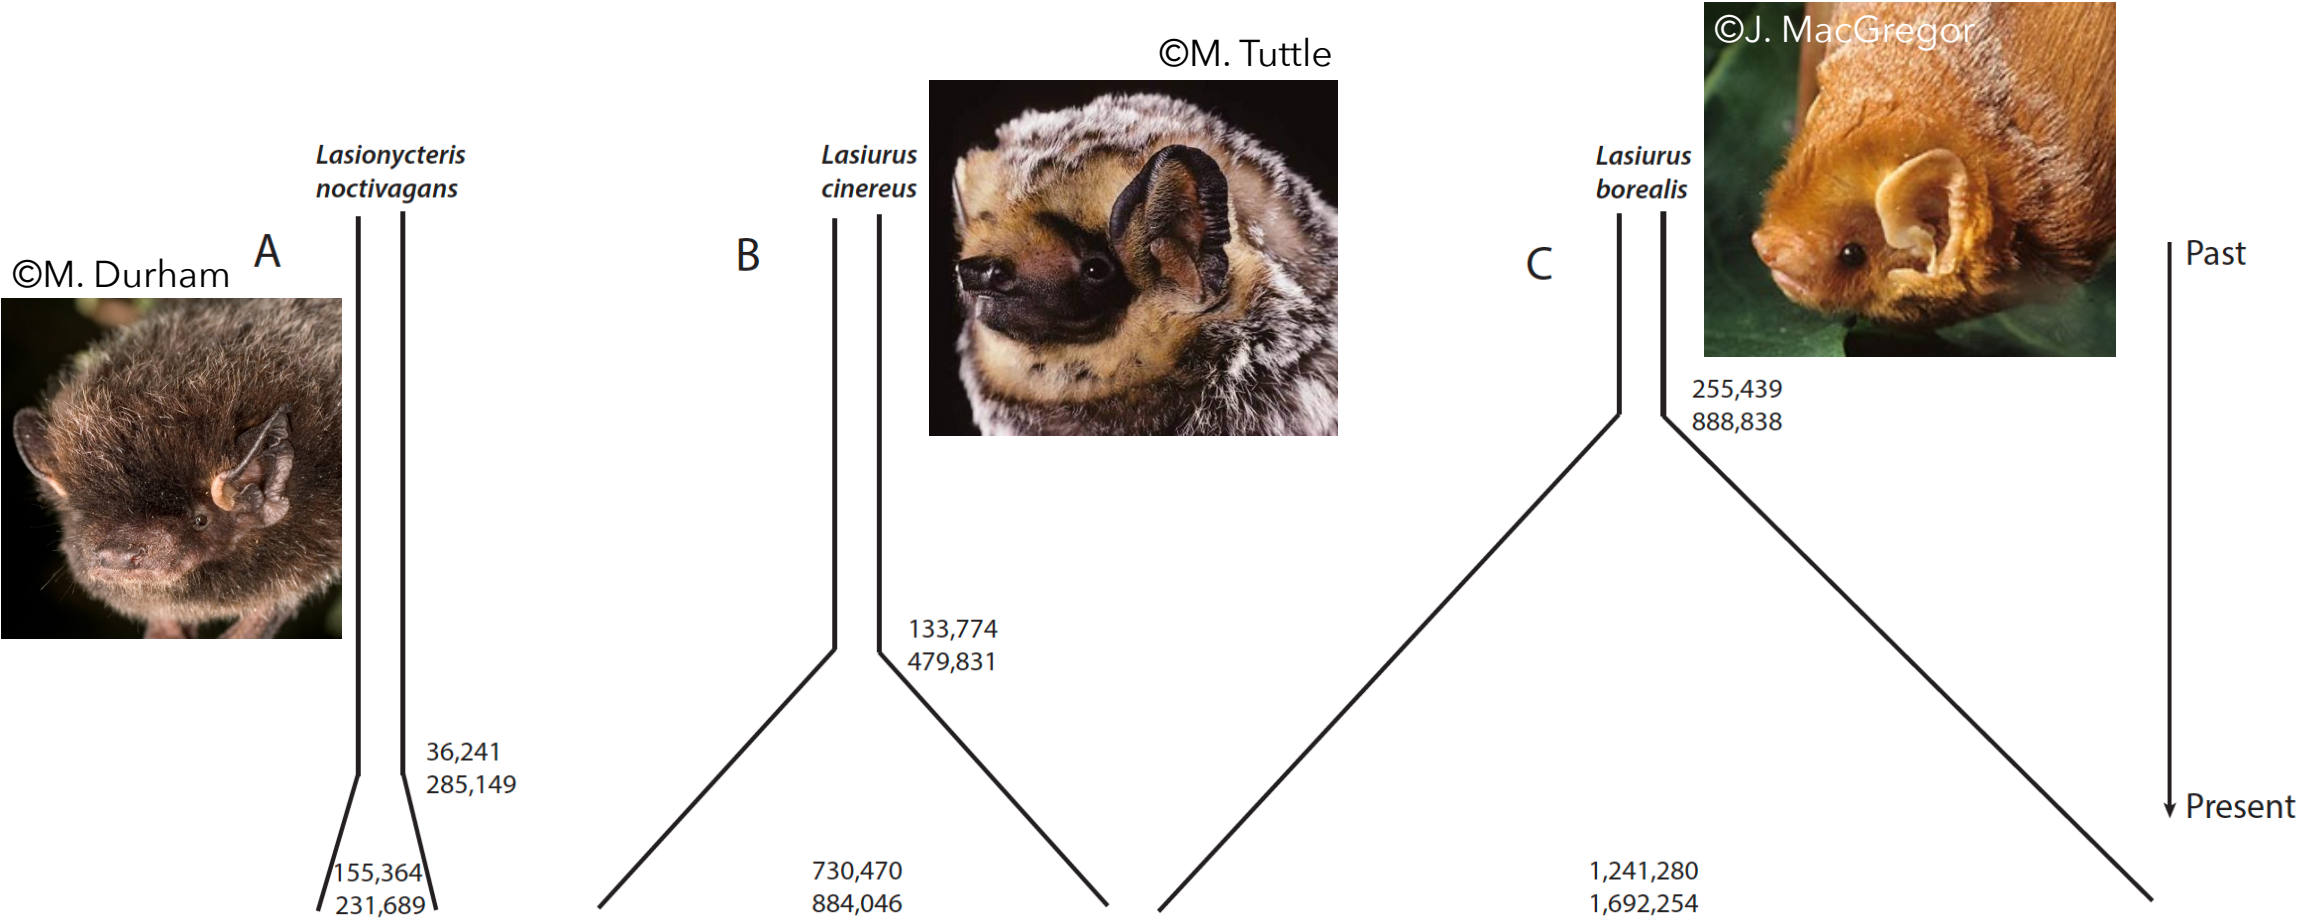 ©J. MacGregor
©M. Tuttle
Lasionycteris
noctivagans
Lasiurus
cinereus
Lasiurus
borealis
A
B
C
Past
©M. Durham
255,439
888,838
133,774
479,831
36,241
285,149
Present
155,364
231,689
730,470
884,046
1,241,280
1,692,254